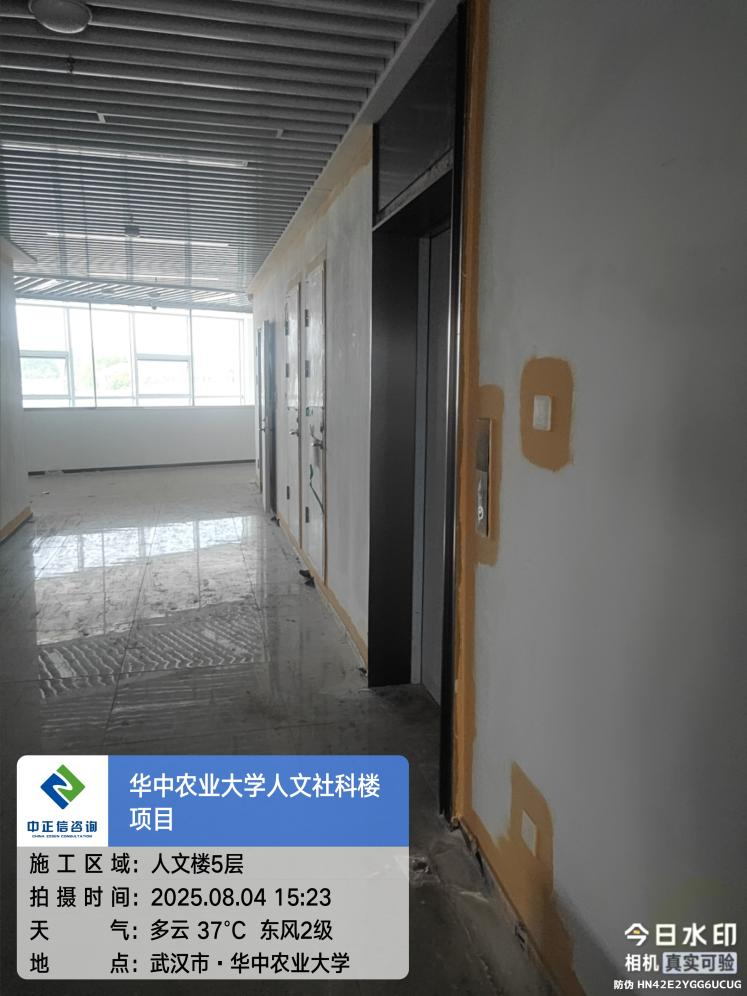 中正信咨询
CHINA ZOSIN CONSULTATION
华中农业大学人文社科楼
项目
施工区域：人文楼5层
拍摄时间：2025.08.04 15:23
天气：多云 37°C 东风2级
地点：武汉市·华中农业大学
今日水印
相机 真实可验
防伪 HN42E2YGG6UCUG